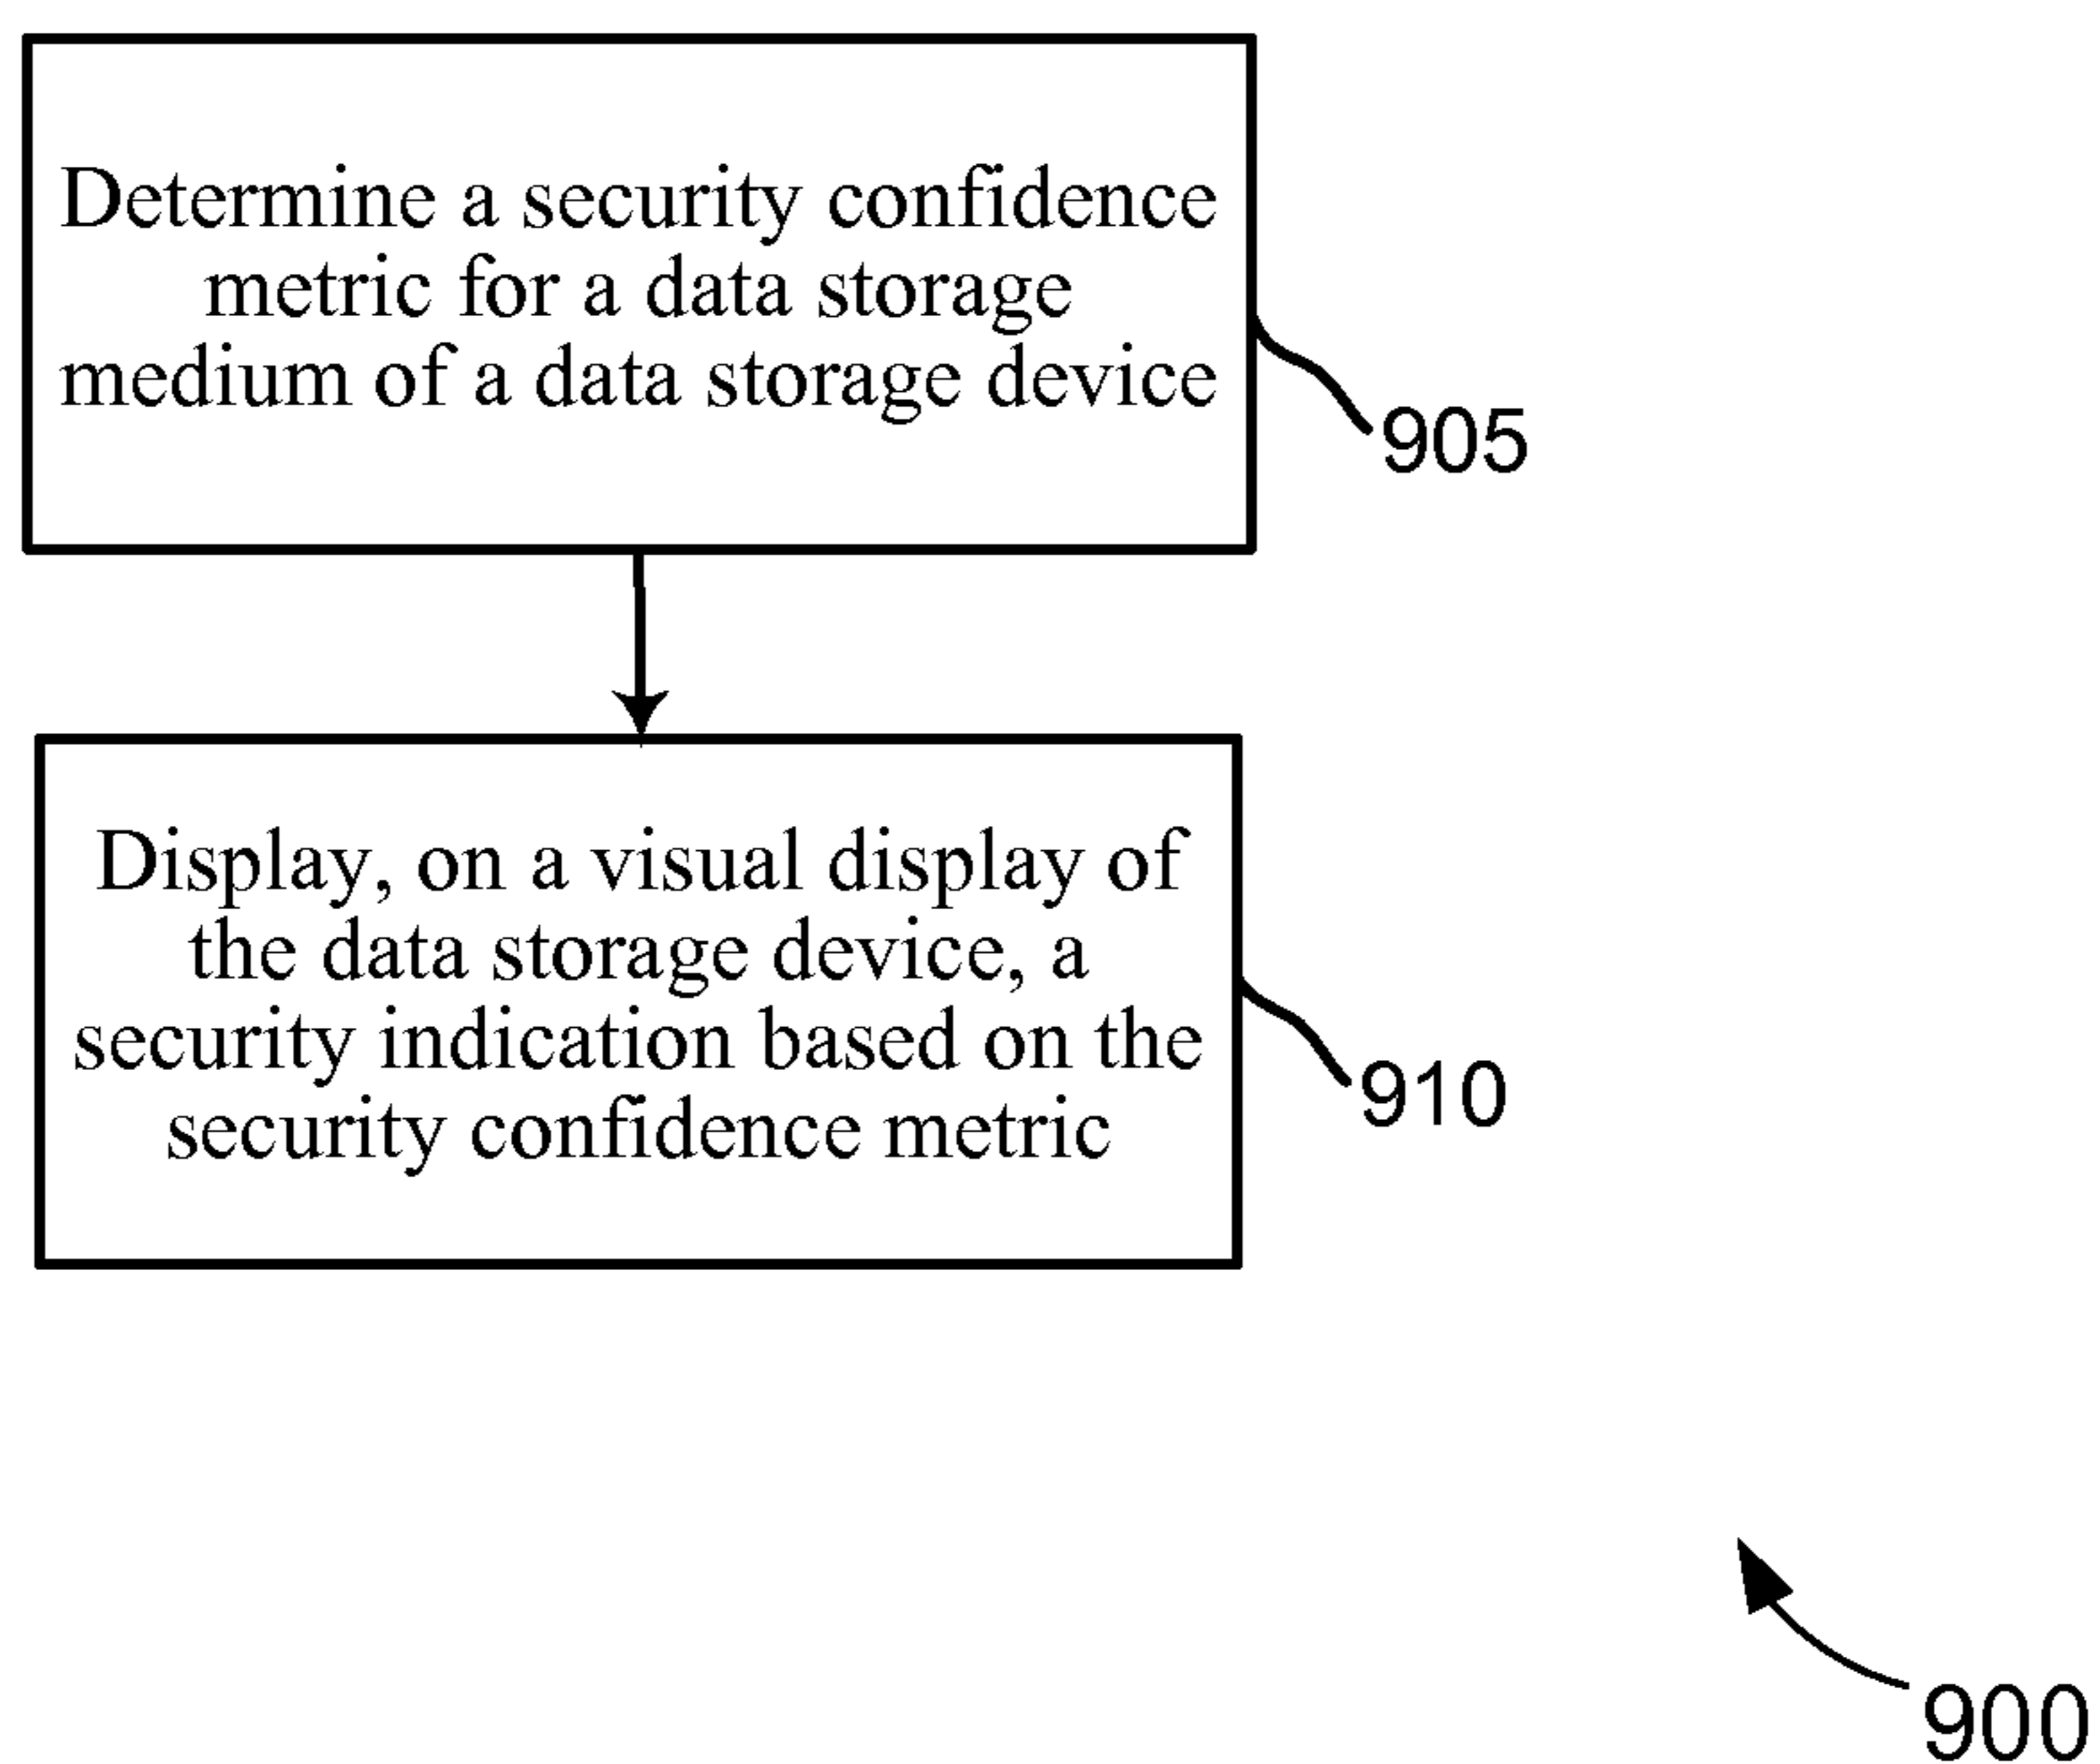 Determine a security confidence
metric for a data storage
medium of a data storage device
905
Display, on a visual display of
the data storage device, a
security indication based on the
security confidence metric
910
900